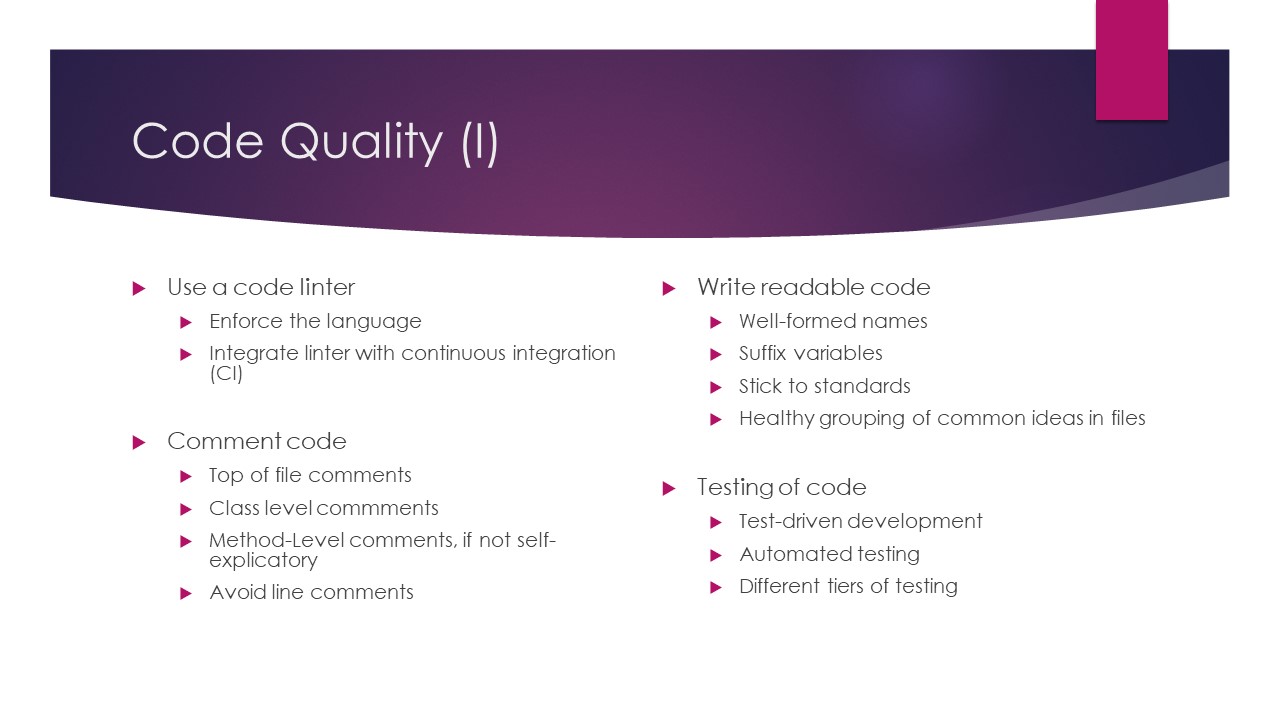 Code Quality (I)
Use a code linter
Enforce the language
Integrate linter with continuous integration
(CI)
Comment code
Top of file comments
Class level commments
Method-Level comments, if not self-
explicatory
Avoid line comments
Write readable code
Well-formed names
Suffix variables
Stick to standards
Healthy grouping of common ideas in files
Testing of code
Test-driven development
Automated testing
Different tiers of testing